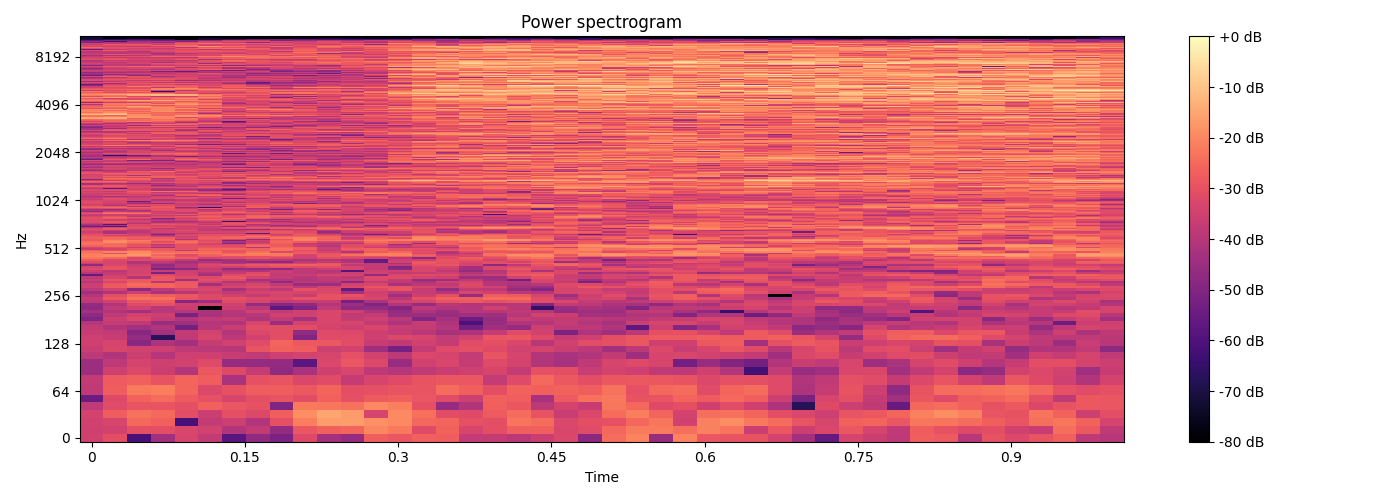 Power spectrogram
Hz
8192
4096
2048
1024
512
256
128
64
0
0 0.15 0.3 0.45 0.6 0.75 0.9
Time
+0 dB
-10 dB
-20 dB
-30 dB
-40 dB
-50 dB
-60 dB
-70 dB
-80 dB